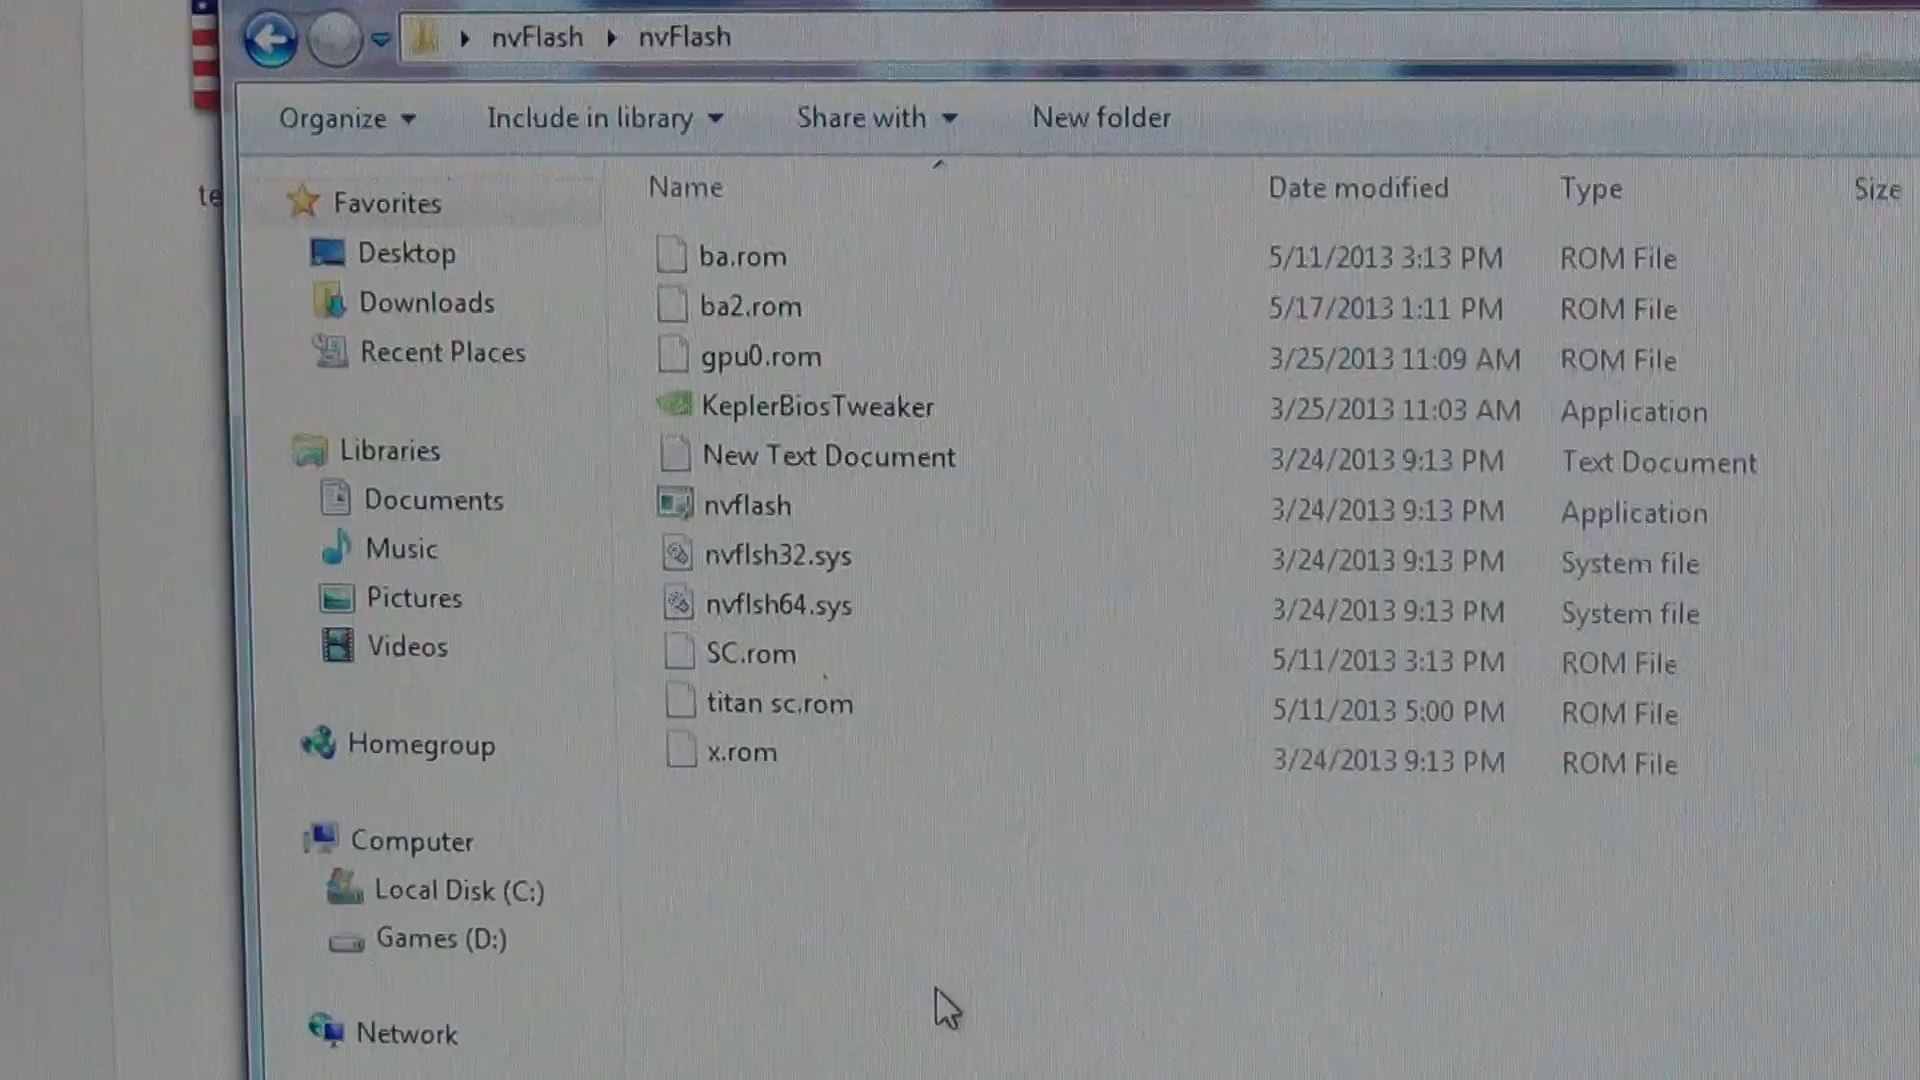 nvFlash nvFlash
Organize Include in library Share with New folder
te
Favorites
Desktop
Downloads
Recent Places
Libraries
Documents
Music
Pictures
Videos
Homegroup
Computer
Local Disk (C:)
Games (D:)
Network
Name Date modified Type Size
ba.rom 5/11/2013 3:13 PM ROM File
ba2.rom 5/17/2013 1:11 PM ROM File
gpu0.rom 3/25/2013 11:09 AM ROM File
KeplerBiosTweaker 3/25/2013 11:03 AM Application
New Text Document 3/24/2013 9:13 PM Text Document
nvflash 3/24/2013 9:13 PM Application
nvflsh32.sys 3/24/2013 9:13 PM System file
nvflsh64.sys 3/24/2013 9:13 PM System file
SC.rom 5/11/2013 3:13 PM ROM File
titan sc.rom 5/11/2013 5:00 PM ROM File
x.rom 3/24/2013 9:13 PM ROM File